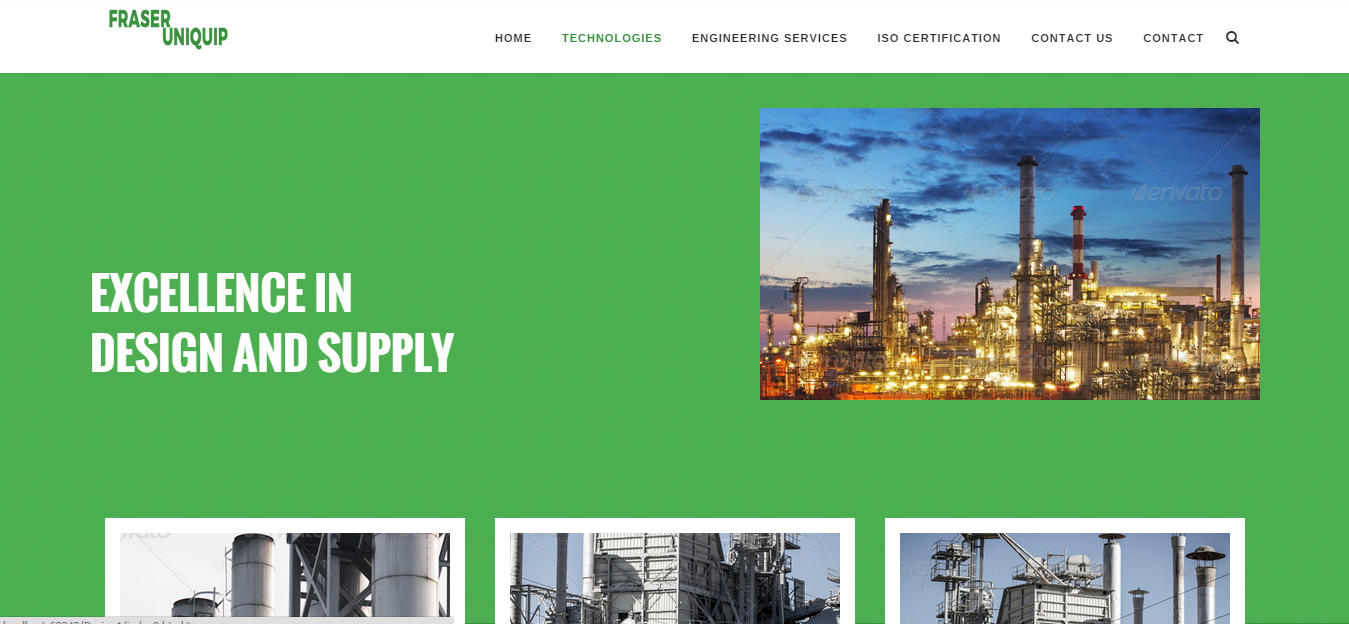 FRASER
UNIQUIP
HOME TECHNOLOGIES ENGINEERING SERVICES ISO CERTIFICATION CONTACT US CONTACT
envato envato envato
EXCELLENCE IN
DESIGN AND SUPPLY